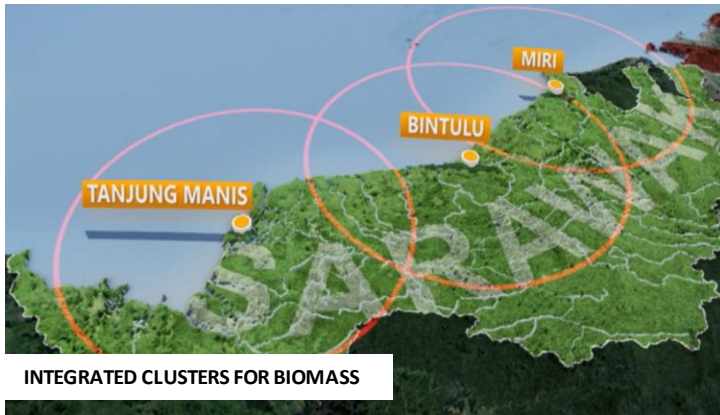 MIRI
BINTULU
TANJUNG MANIS
SARAWAK
INTEGRATED CLUSTERS FOR BIOMASS